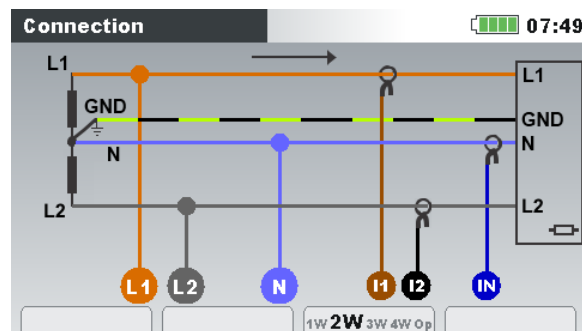 Connection 07:49
L1 L1
GND GND
N N
L2 L2
L1 L2 N I1 I2 IN
1W 2W 3W 4W Op